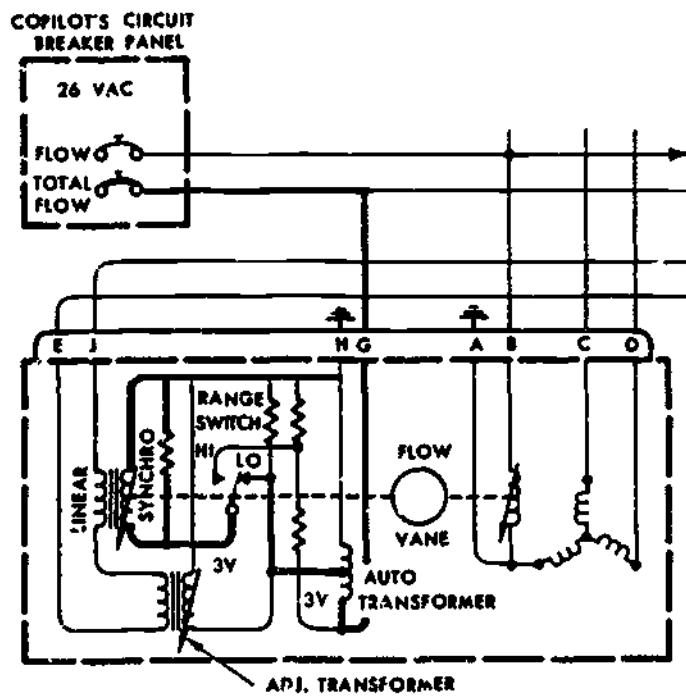 COPILOT'S CIRCUIT
BREAKER PANEL
26 VAC
FLOW
TOTAL
FLOW
E J H G A B C D
RANGE
SWITCH
HI
LO
LINEAR
SYNCHRO
FLOW
VANE
3V
3V
AUTO
TRANSFORMER
ADJ. TRANSFORMER